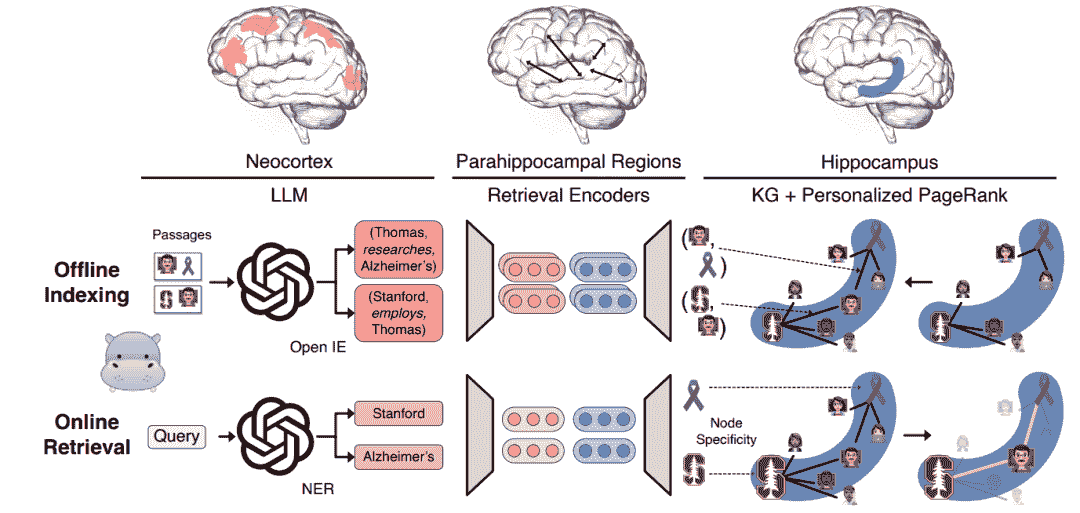 Neocortex
Parahippocampal Regions
Hippocampus
LLM
Retrieval Encoders
KG + Personalized PageRank
Offline
Indexing
Passages
Open IE
(Thomas,
researches,
Alzheimer's)
(Stanford,
employs,
Thomas)
( ,
)
( ,
)
Online
Retrieval
Query
NER
Stanford
Alzheimer's
Node
Specificity